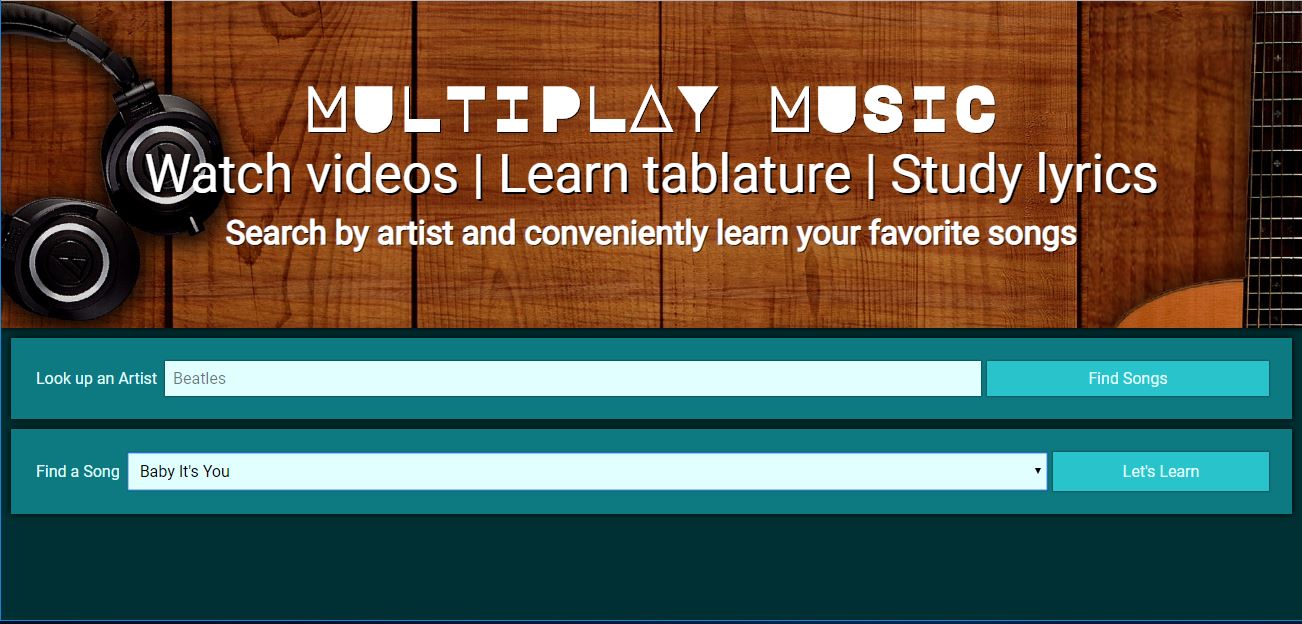 MULTIPLAY MUSIC
Watch videos | Learn tablature | Study lyrics
Search by artist and conveniently learn your favorite songs
Look up an Artist Beatles Find Songs
Find a Song Baby It's You Let's Learn